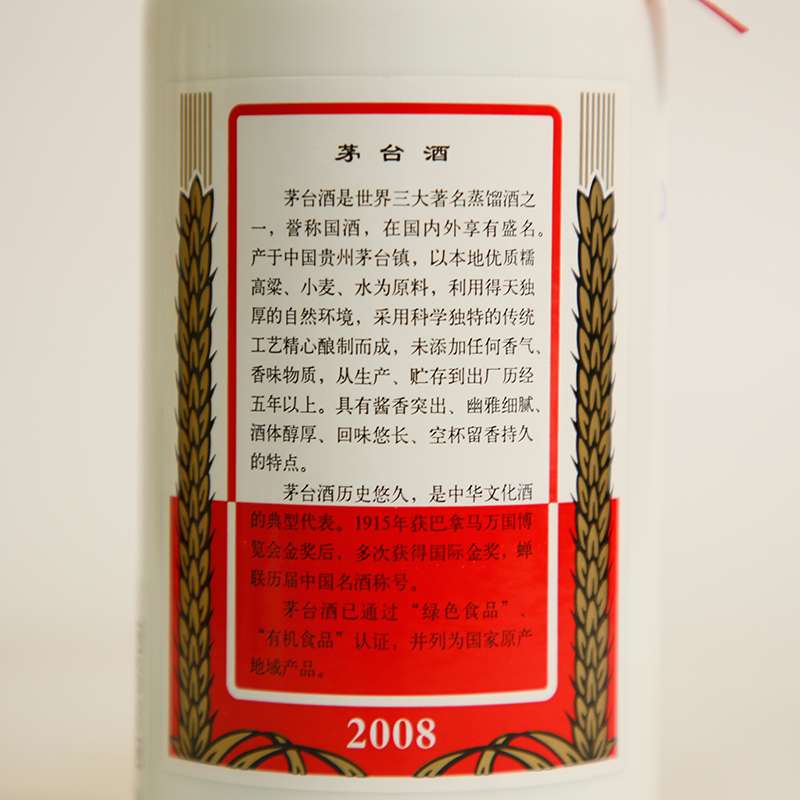 茅台酒
茅台酒是世界三大著名蒸馏酒之
一，誉称国酒，在国内外享有盛名。
产于中国贵州茅台镇，以本地优质糯
高粱、小麦、水为原料，利用得天独
厚的自然环境，采用科学独特的传统
工艺精心酿制而成，未添加任何香气、
香味物质，从生产、贮存到出厂历经
五年以上。具有酱香突出、幽雅细腻、
酒体醇厚、回味悠长、空杯留香持久
的特点。
茅台酒历史悠久，是中华文化酒
的典型代表。1915年获巴拿马万国博
览会金奖后，多次获得国际金奖，蝉
联历届中国名酒称号。
茅台酒已通过“绿色食品”、
“有机食品”认证，并列为国家原产
地域产品。
2008